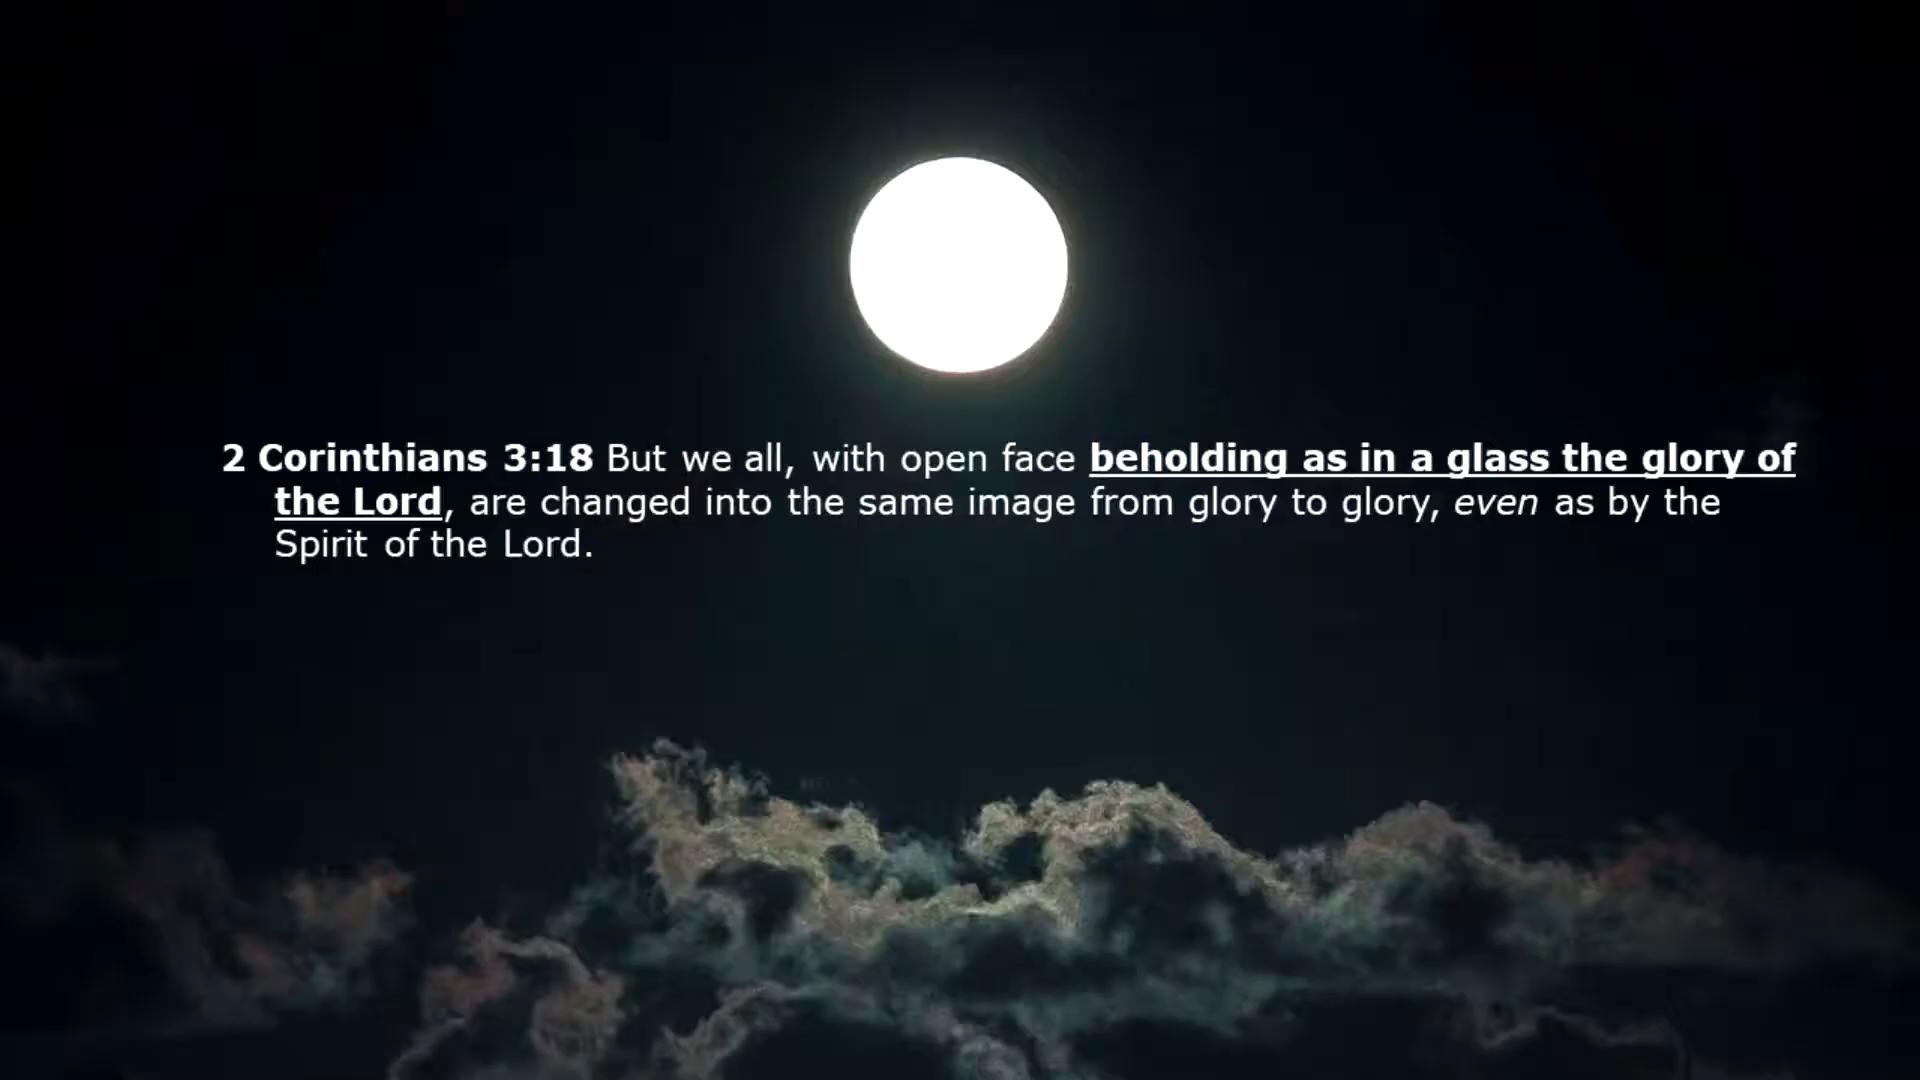 2 Corinthians 3:18 But we all, with open face beholding as in a glass the glory of
the Lord, are changed into the same image from glory to glory, even as by the
Spirit of the Lord.